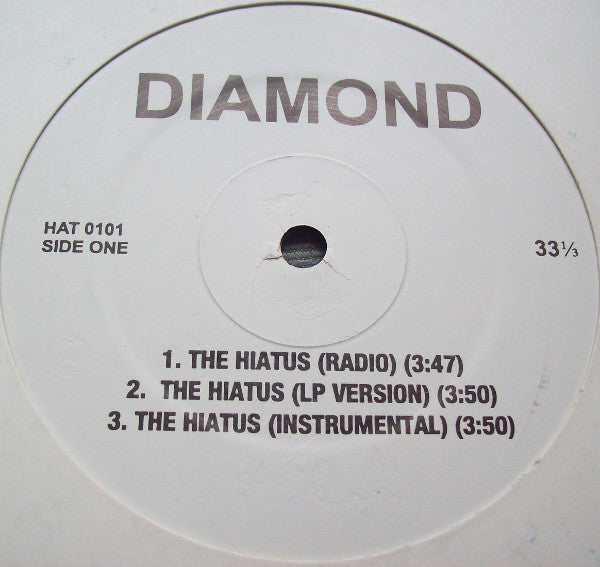 DIAMOND
HAT 0101
SIDE ONE
33⅓
1. THE HIATUS (RADIO) (3:47)
2. THE HIATUS (LP VERSION) (3:50)
3. THE HIATUS (INSTRUMENTAL) (3:50)